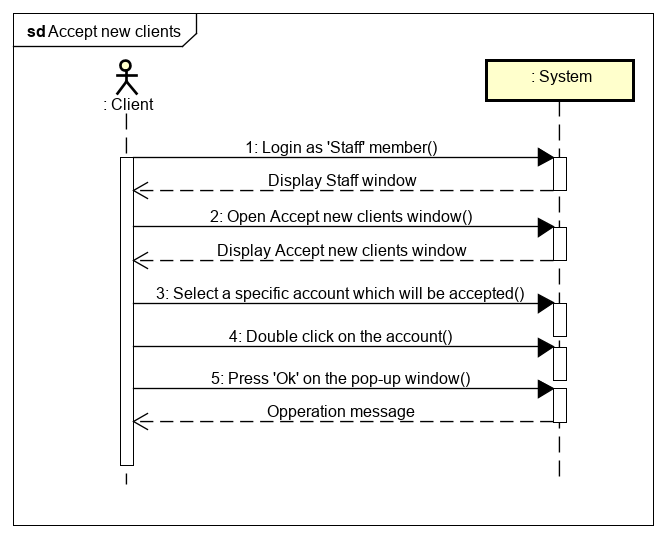 sd Accept new clients
: Client
: System
1: Login as 'Staff' member()
Display Staff window
2: Open Accept new clients window()
Display Accept new clients window
3: Select a specific account which will be accepted()
4: Double click on the account()
5: Press 'Ok' on the pop-up window()
Opperation message